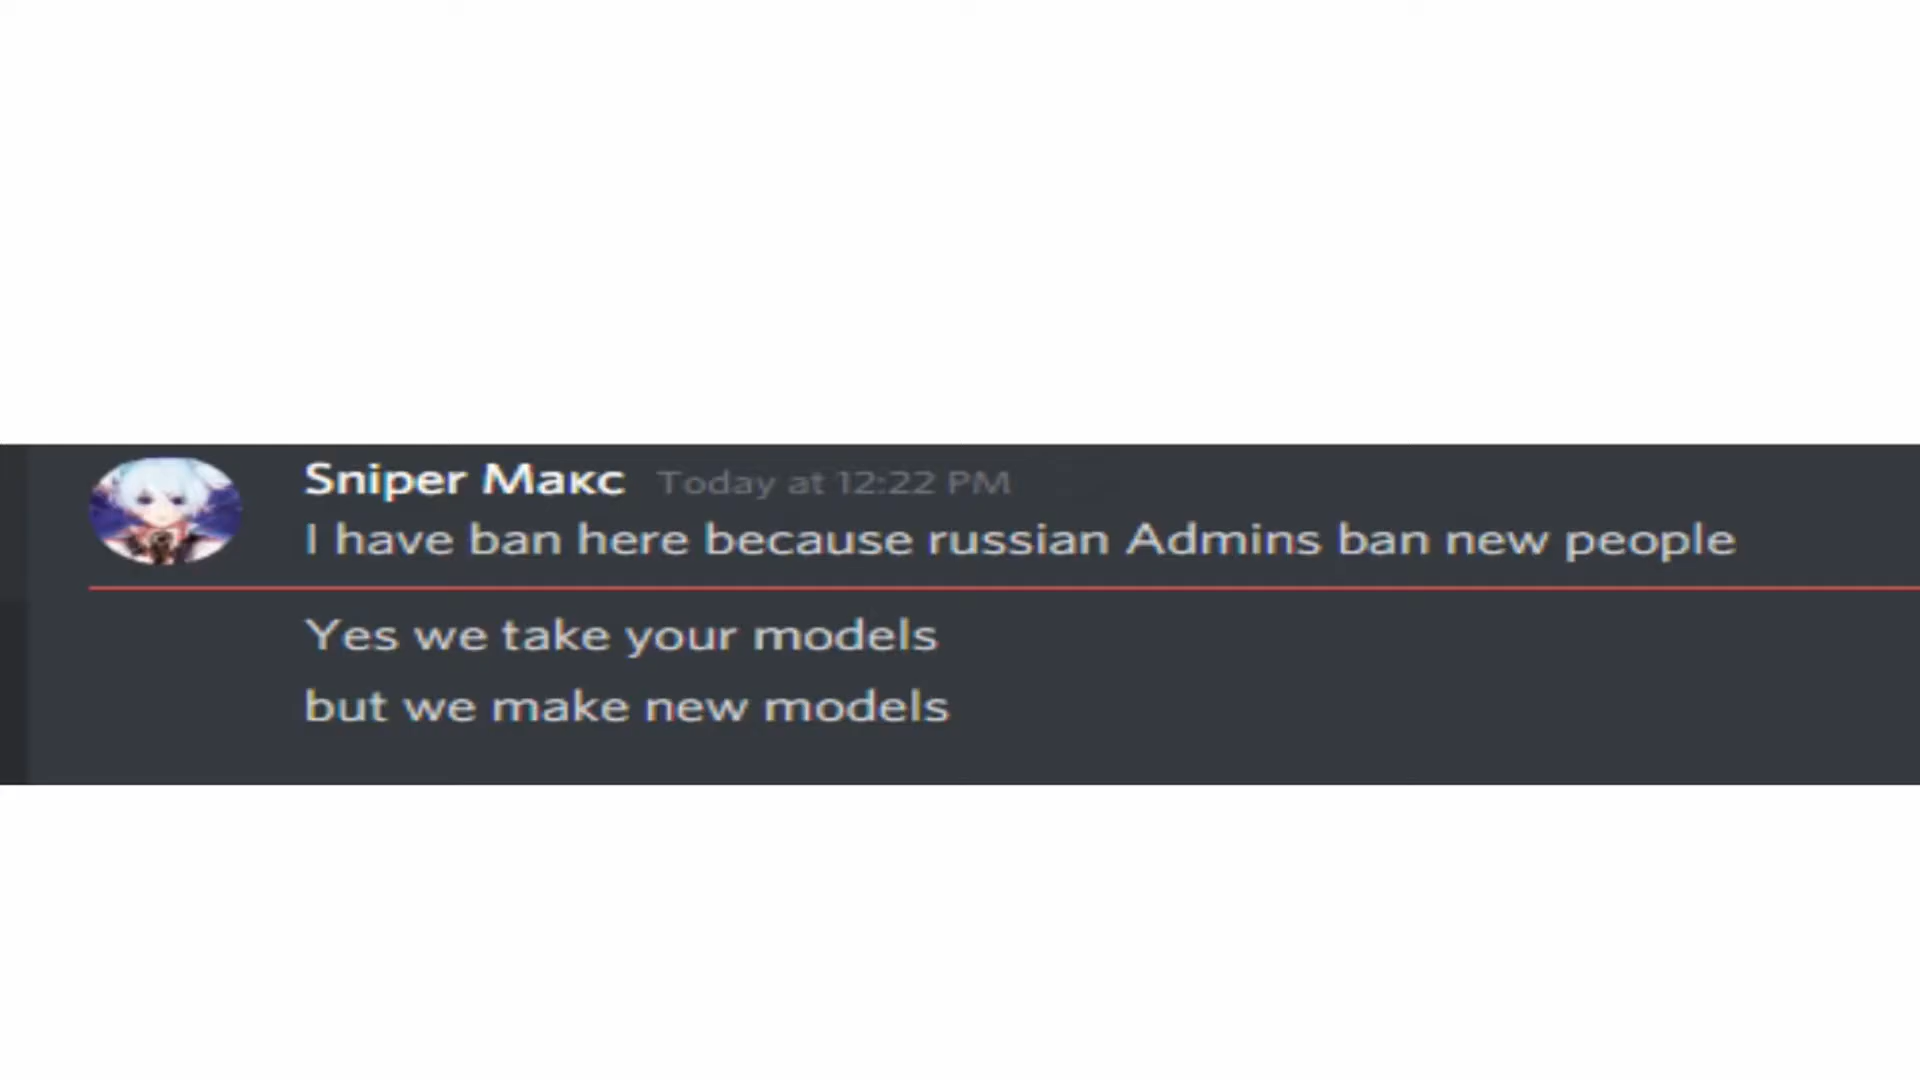 Sniper Макс Today at 12:22 PM
I have ban here because russian Admins ban new people
Yes we take your models
but we make new models